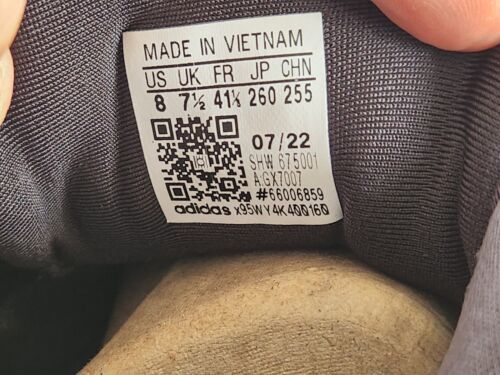 MADE IN VIETNAM
US UK FR JP CHN
8 7½ 41⅓ 260 255
07/22
SHW 675001
A:GX7007
#66006859
adidas x95WY4K400160